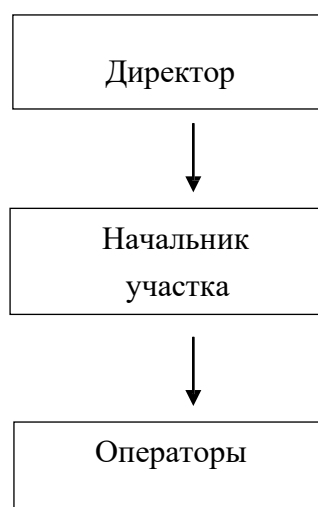 Директор
Начальник
участка
Операторы